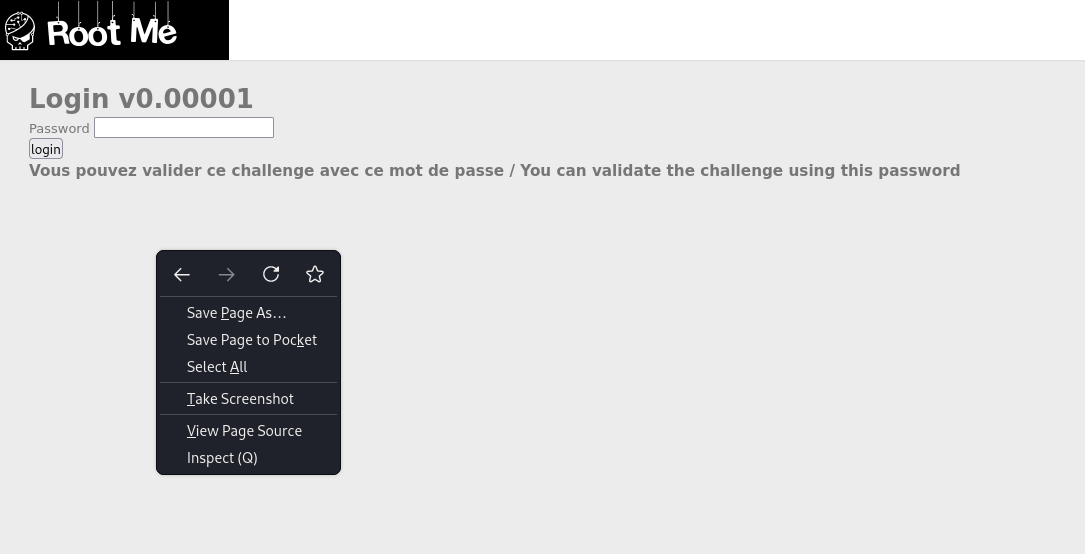 Root Me
Login v0.00001
Password
login
Vous pouvez valider ce challenge avec ce mot de passe / You can validate the challenge using this password
Save Page As…
Save Page to Pocket
Select All
Take Screenshot
View Page Source
Inspect (Q)